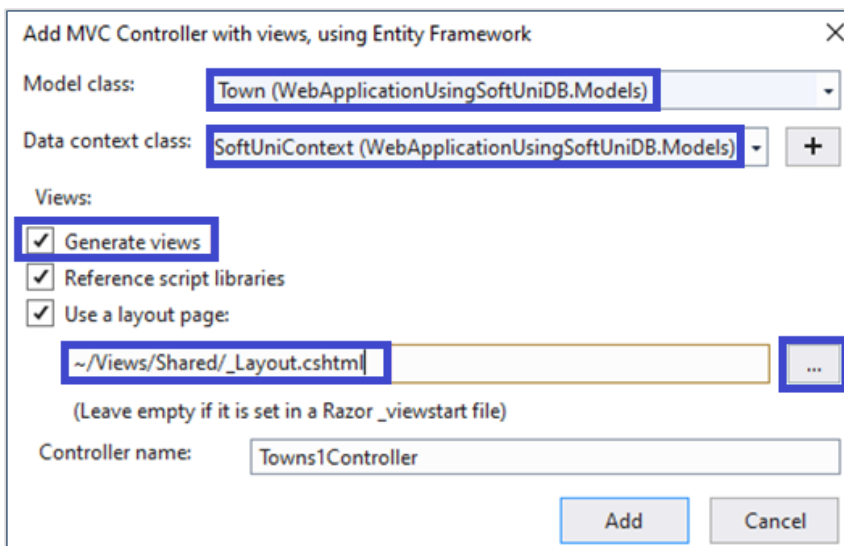 Add MVC Controller with views, using Entity Framework
Model class: Town (WebApplicationUsingSoftUniDB.Models)
Data context class: SoftUniContext (WebApplicationUsingSoftUniDB.Models) +
Views:
Generate views
Reference script libraries
Use a layout page:
~/Views/Shared/_Layout.cshtml ...
(Leave empty if it is set in a Razor _viewstart file)
Controller name: Towns1Controller
Add Cancel